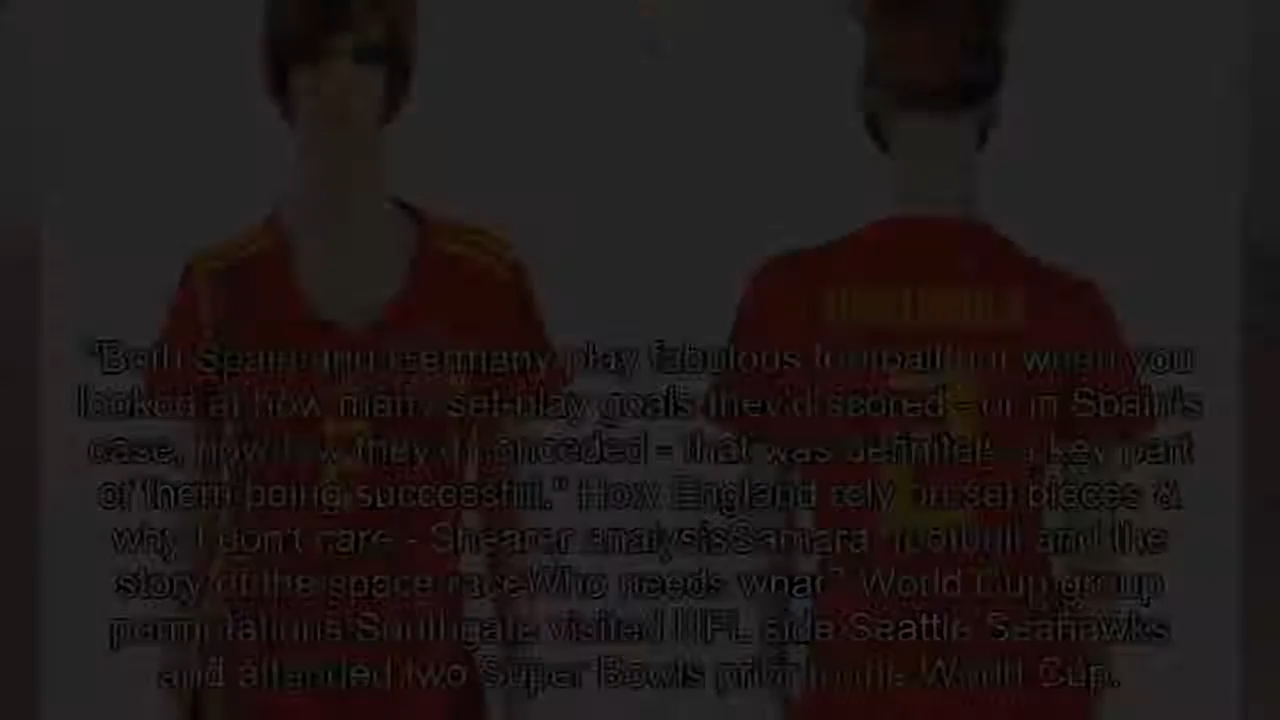 "Both Spain and Germany play fabulous football but when you
looked at how many set-play goals they'd scored - or in Spain's
case, how few they'd conceded - that was definitely a key part
of them being successful." How England rely on set pieces &
why I don't care - Shearer analysisSamara, football and the
story of the space raceWho needs what? World Cup group
permutations Southgate visited NFL side Seattle Seahawks
and attended two Super Bowls prior to the World Cup.